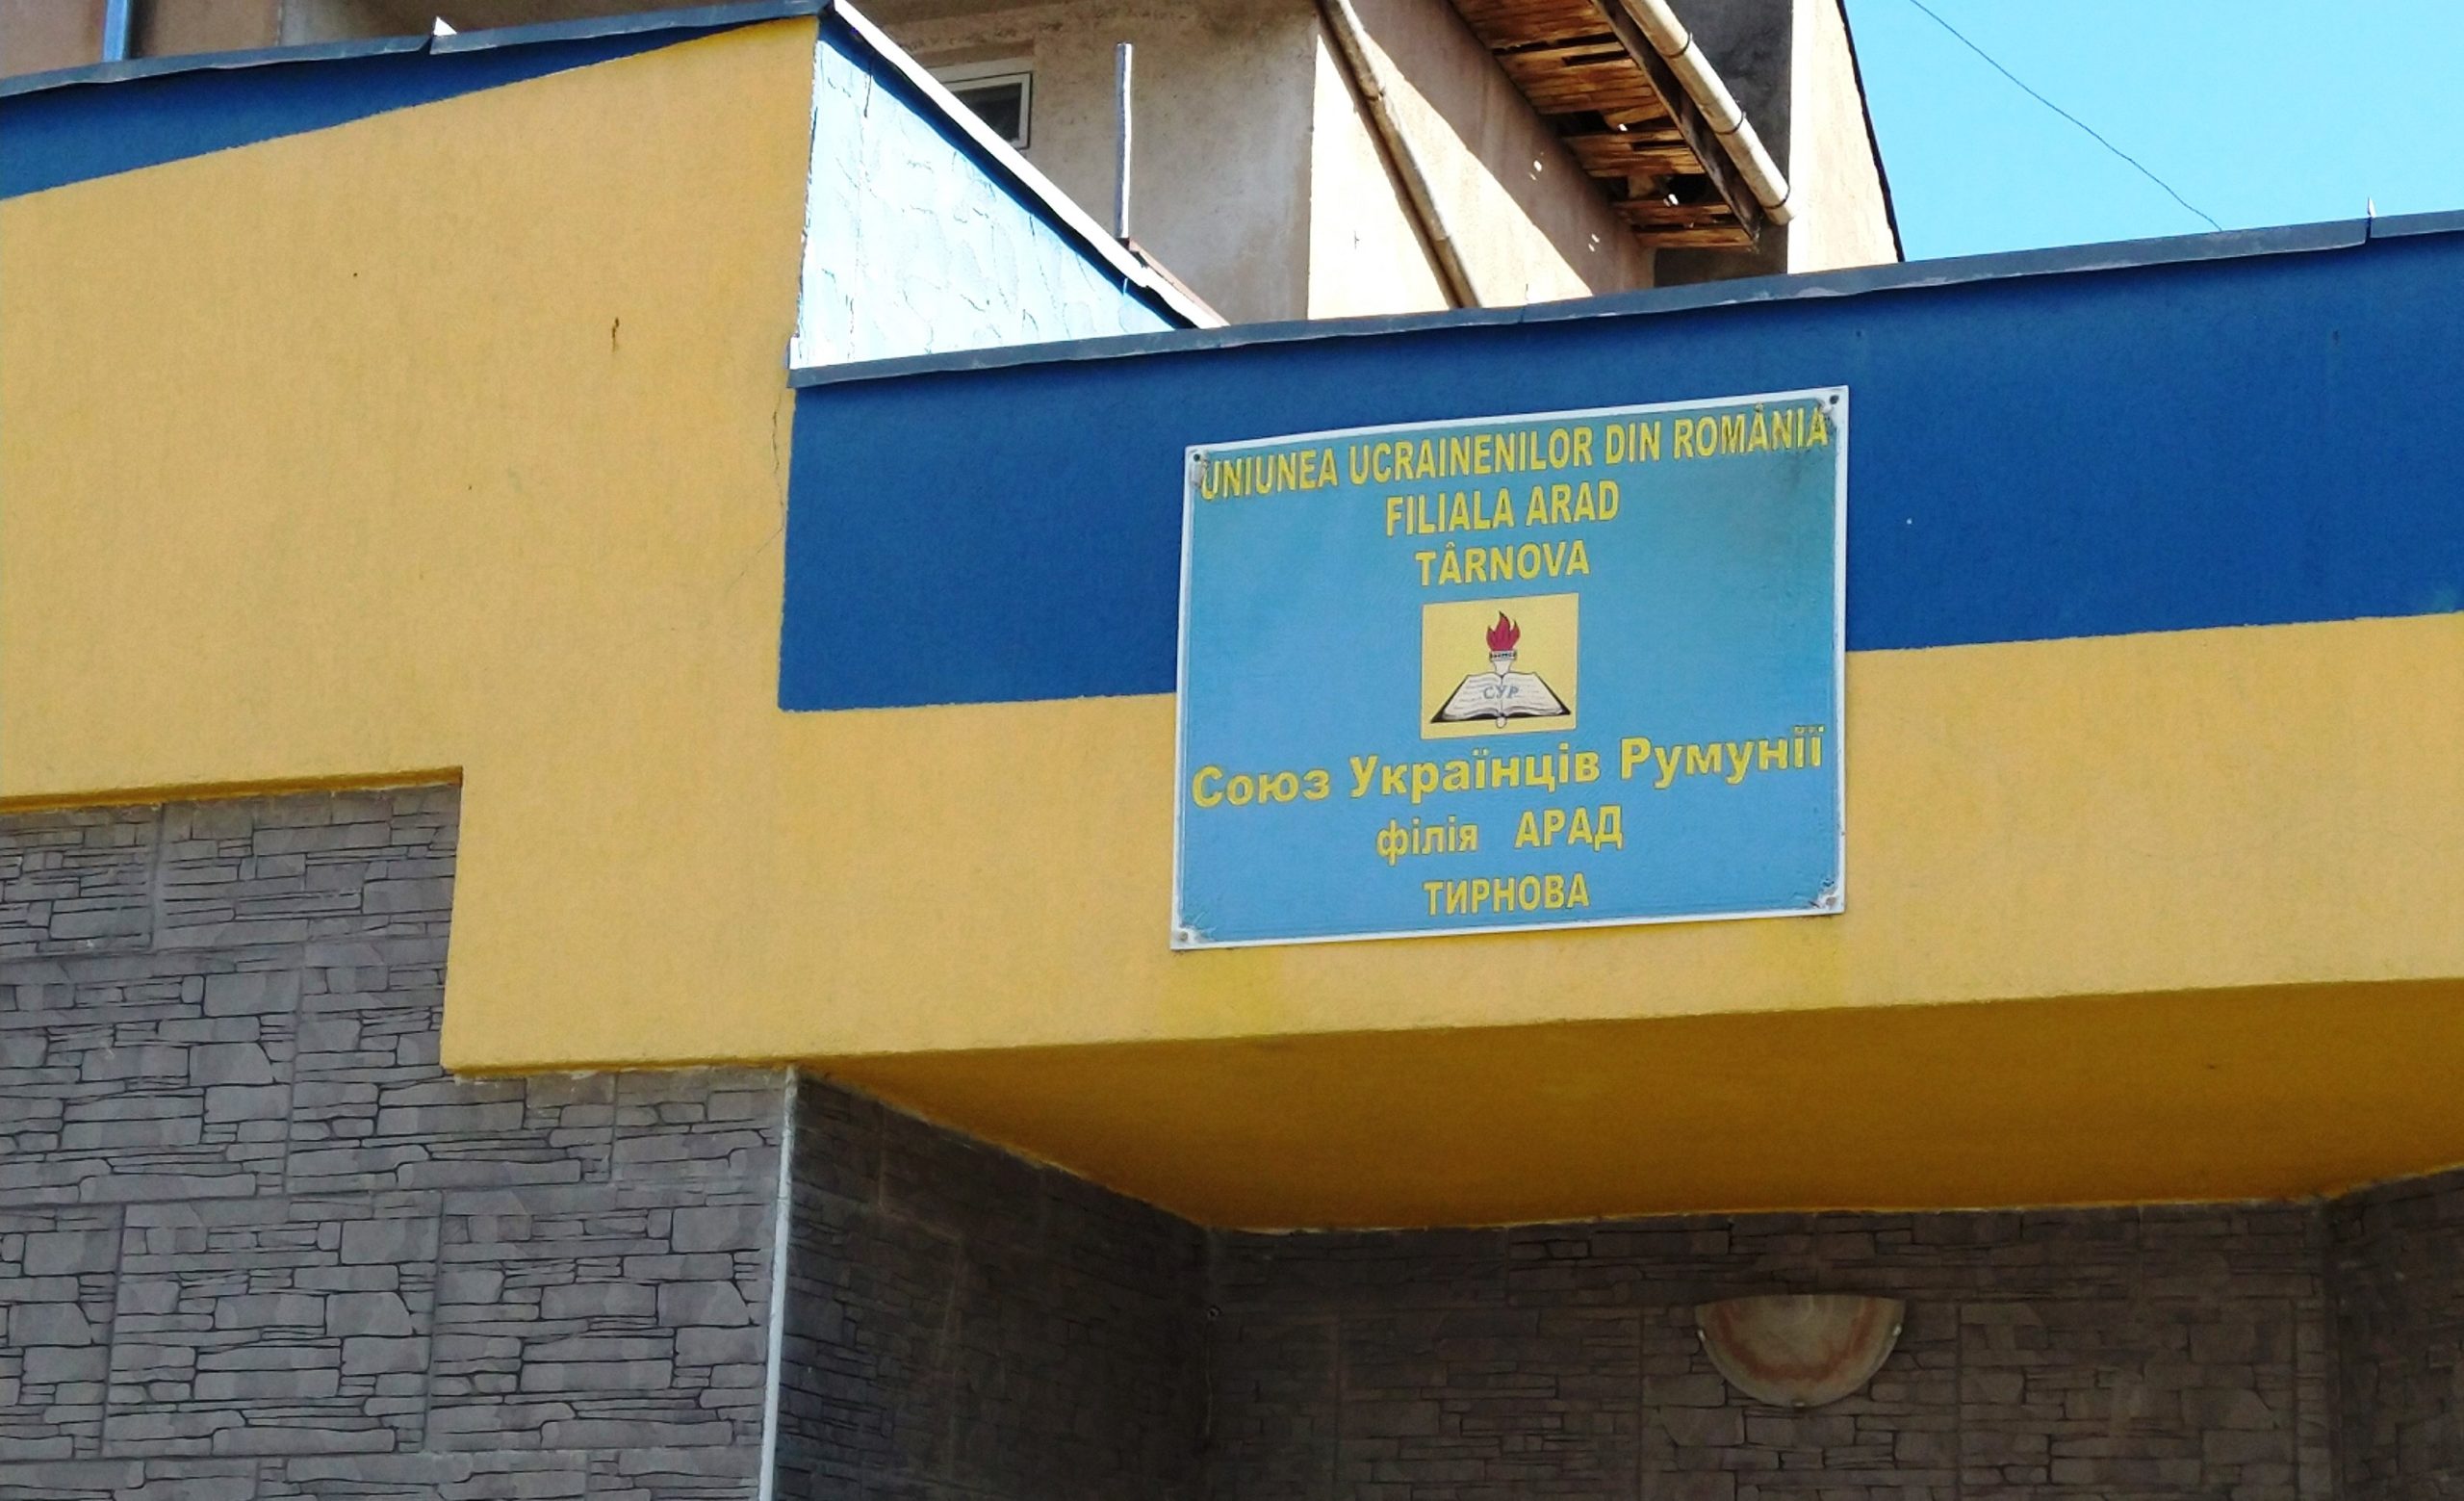 UNIUNEA UCRAINENILOR DIN ROMÂNIA
FILIALA ARAD
TÂRNOVA
СУР
Союз Українців Румунії
філія АРАД
ТИРНОВА